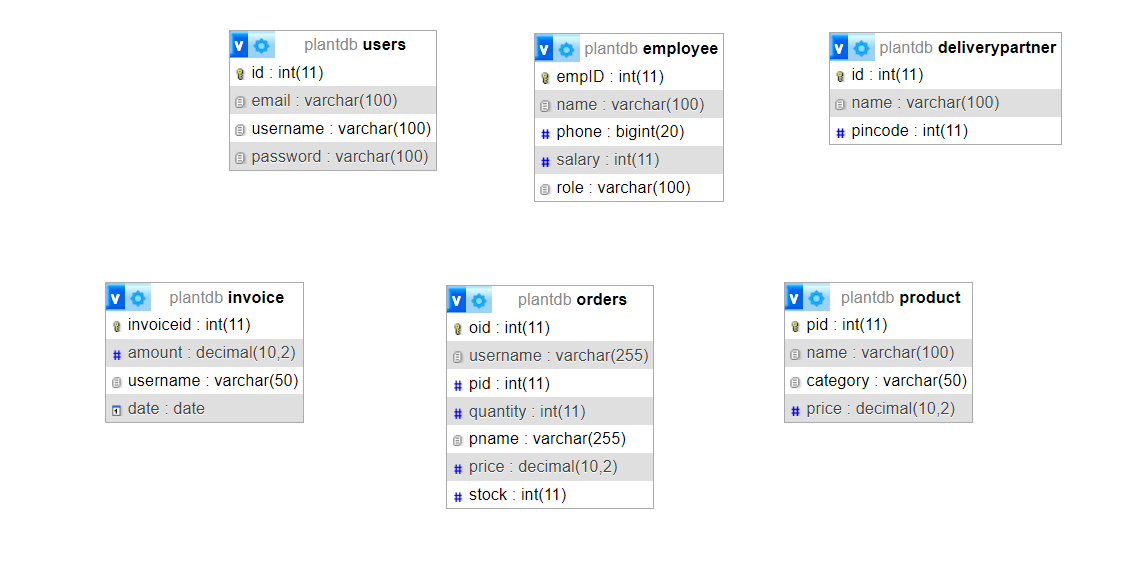 plantdb users
id : int(11)
email : varchar(100)
username : varchar(100)
password : varchar(100)
plantdb employee
empID : int(11)
name : varchar(100)
phone : bigint(20)
salary : int(11)
role : varchar(100)
plantdb deliverypartner
id : int(11)
name : varchar(100)
pincode : int(11)
plantdb invoice
invoiceid : int(11)
amount : decimal(10,2)
username : varchar(50)
date : date
plantdb orders
oid : int(11)
username : varchar(255)
pid : int(11)
quantity : int(11)
pname : varchar(255)
price : decimal(10,2)
stock : int(11)
plantdb product
pid : int(11)
name : varchar(100)
category : varchar(50)
price : decimal(10,2)